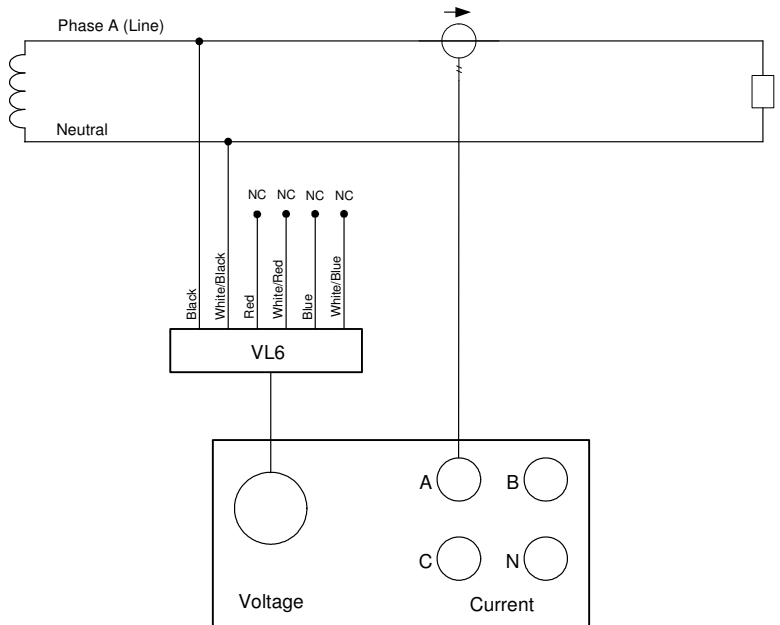 Phase A (Line)
Neutral
NC NC NC NC
Black
White/Black
Red
White/Red
Blue
White/Blue
VL6
A
B
C
N
Voltage
Current